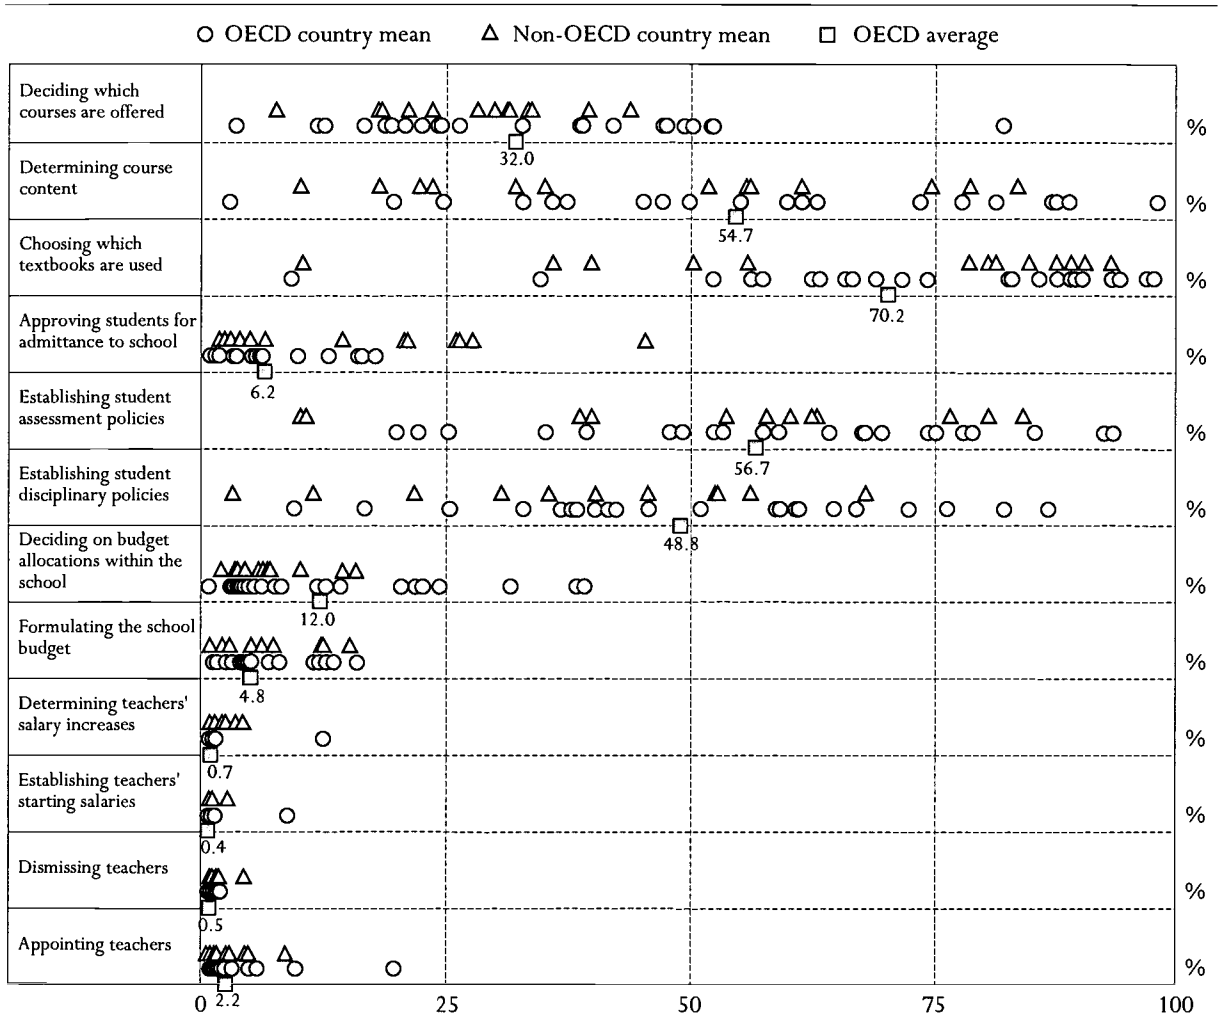 OECD country mean Non-OECD country mean OECD average
Deciding which
courses are offered
%
32.0
Determining course
content
%
54.7
Choosing which
textbooks are used
%
70.2
Approving students for
admittance to school
%
6.2
Establishing student
assessment policies
%
56.7
Establishing student
disciplinary policies
%
48.8
Deciding on budget
allocations within the
school
%
12.0
Formulating the school
budget
%
4.8
Determining teachers'
salary increases
%
0.7
Establishing teachers'
starting salaries
%
0.4
Dismissing teachers
%
0.5
Appointing teachers
%
2.2
0 25 50 75 100